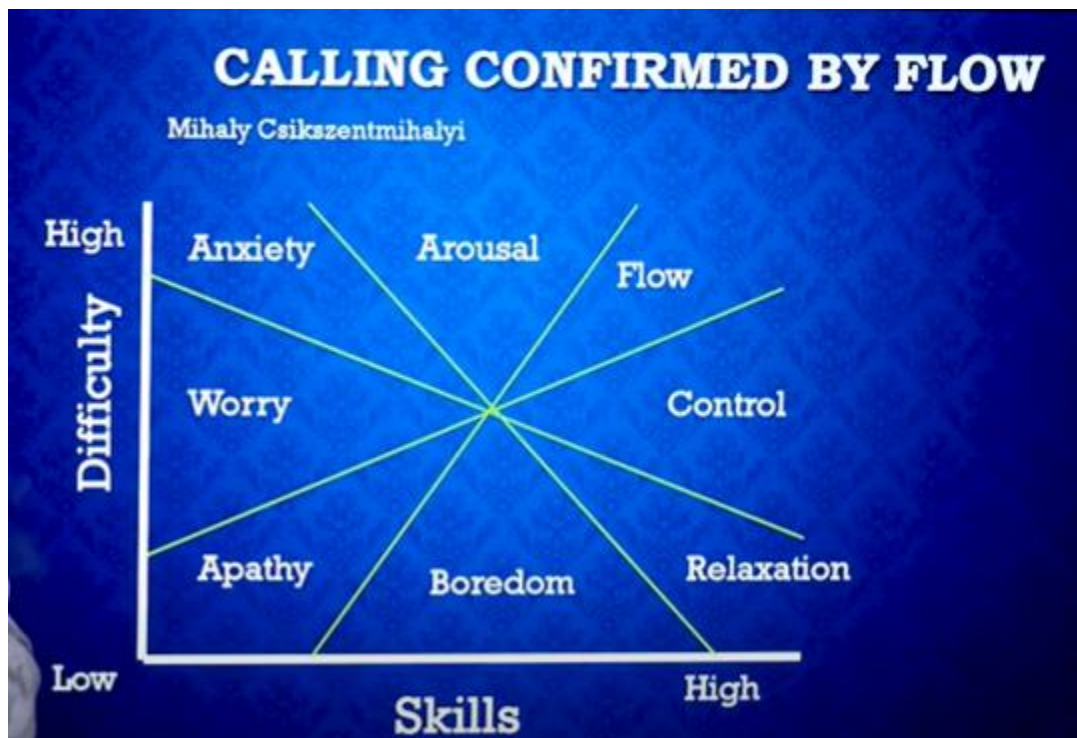 CALLING CONFIRMED BY FLOW
Mihaly Csikszentmihalyi
High
Anxiety
Arousal
Flow
Difficulty
Worry
Control
Apathy
Boredom
Relaxation
Low
High
Skills